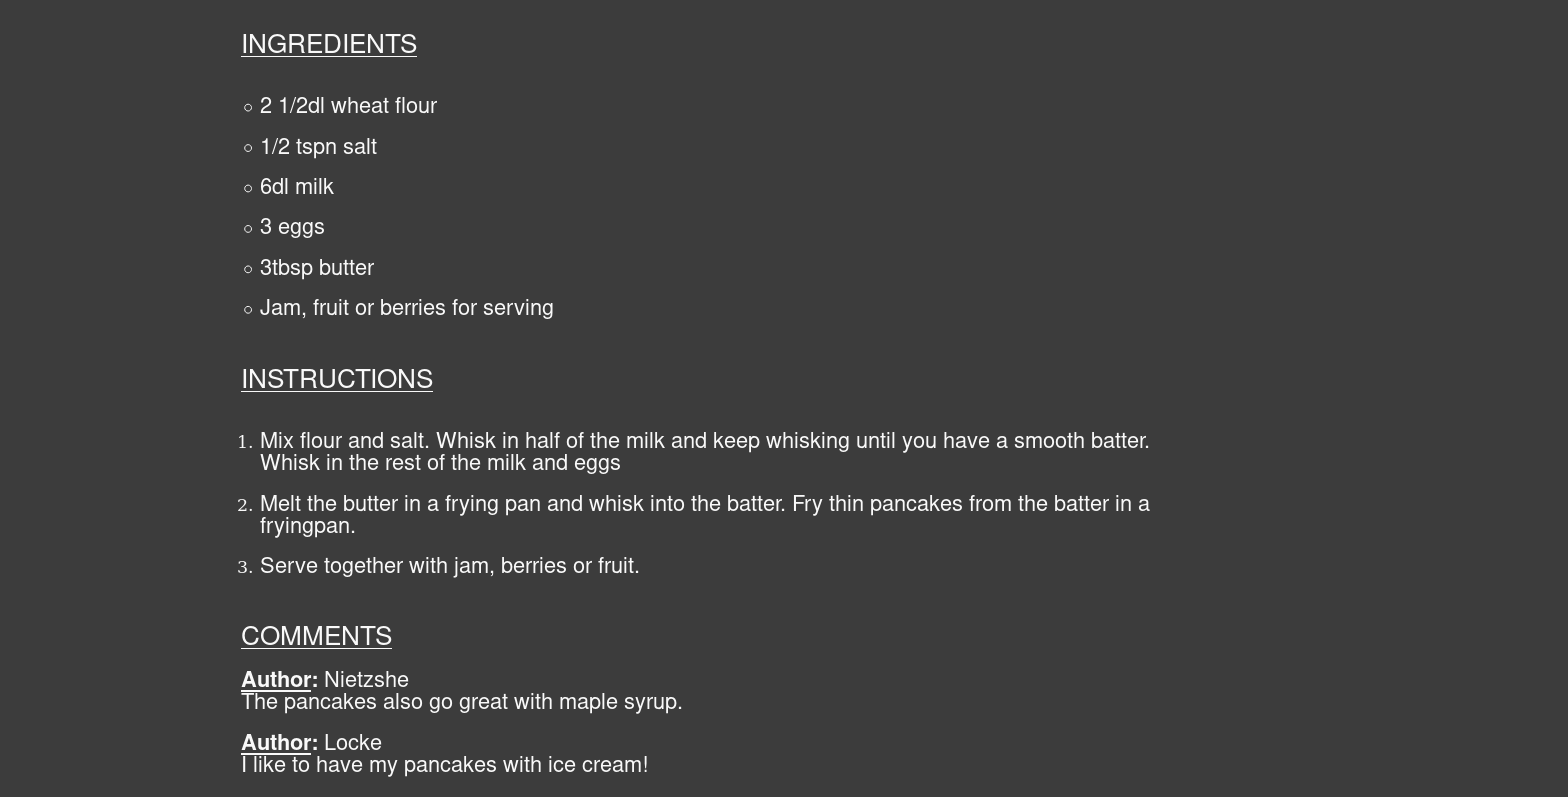 INGREDIENTS
2 1/2dl wheat flour
1/2 tspn salt
6dl milk
3 eggs
3tbsp butter
Jam, fruit or berries for serving
INSTRUCTIONS
1. Mix flour and salt. Whisk in half of the milk and keep whisking until you have a smooth batter.
Whisk in the rest of the milk and eggs
2. Melt the butter in a frying pan and whisk into the batter. Fry thin pancakes from the batter in a
fryingpan.
3. Serve together with jam, berries or fruit.
COMMENTS
Author: Nietzshe
The pancakes also go great with maple syrup.
Author: Locke
I like to have my pancakes with ice cream!